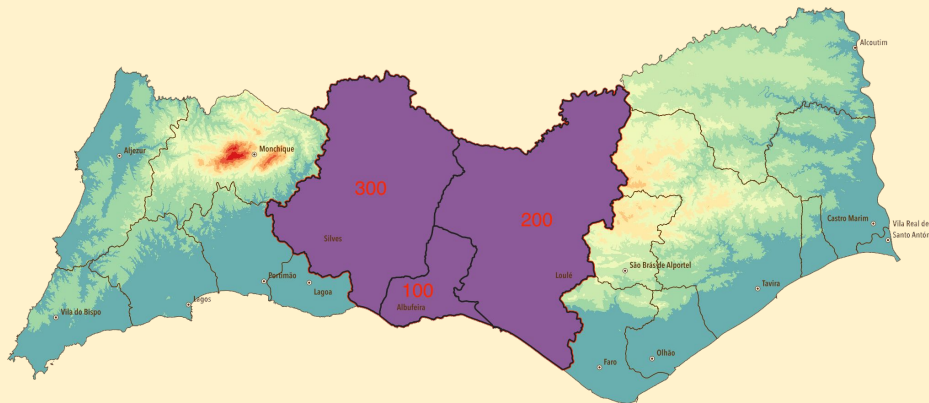 Alcoutim
Aljezur
Monchique
300
200
Castro Marim
Vila Real de
Santo Antón
Silves
São Brás de Alportel
Loulé
Portimão
Lagoa
100
Tavira
Lagos
Albufeira
Vila do Bispo
Olhão
Faro